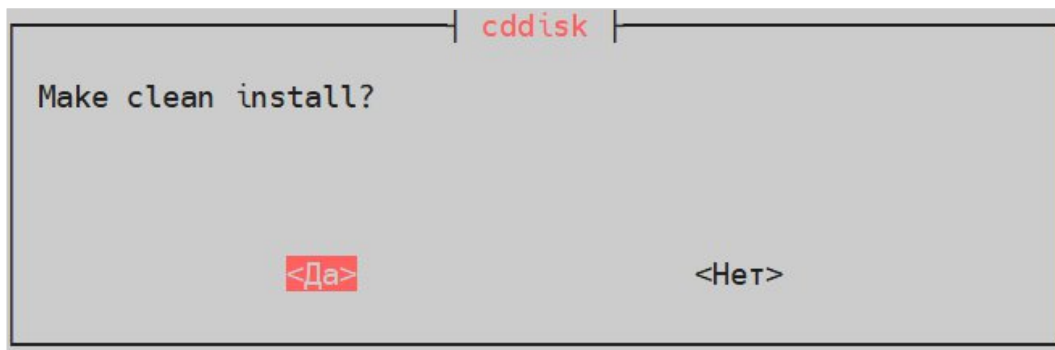 cddisk
Make clean install?
<Да> <Нет>